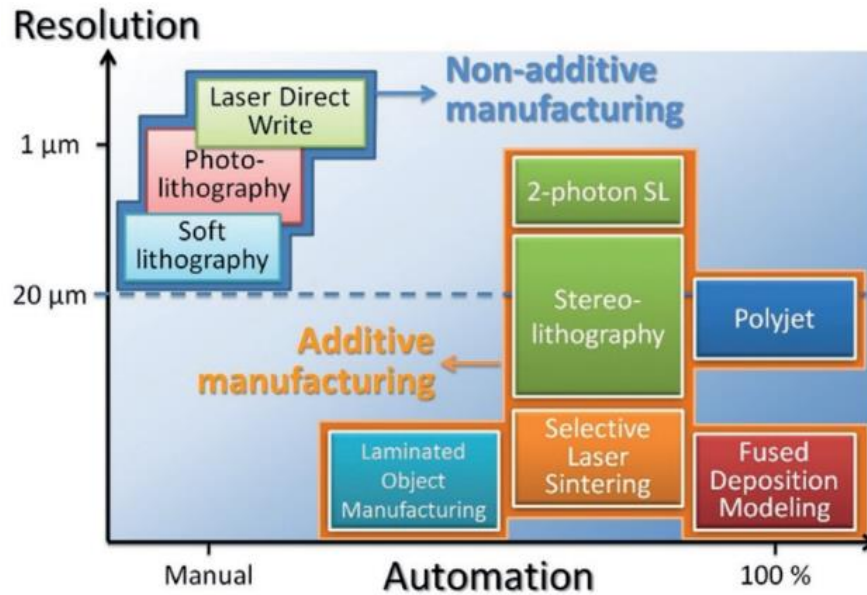 Resolution
Non-additive
manufacturing
Laser Direct
Write
1 μm
Photo-
lithography
2-photon SL
Soft
lithography
20 μm
Stereo-
lithography
Polyjet
Additive
manufacturing
Laminated
Object
Manufacturing
Selective
Laser
Sintering
Fused
Deposition
Modeling
Manual
Automation
100 %